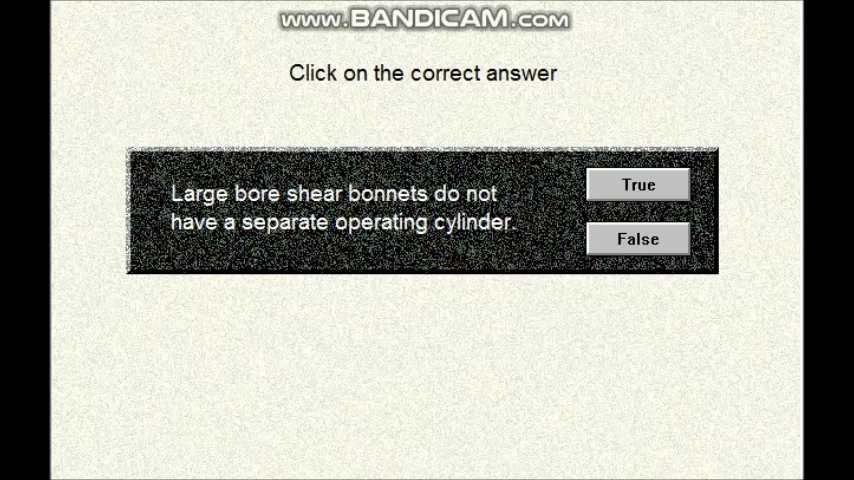 www.BANDICAM.com
Click on the correct answer
Large bore shear bonnets do not
have a separate operating cylinder.
True
False